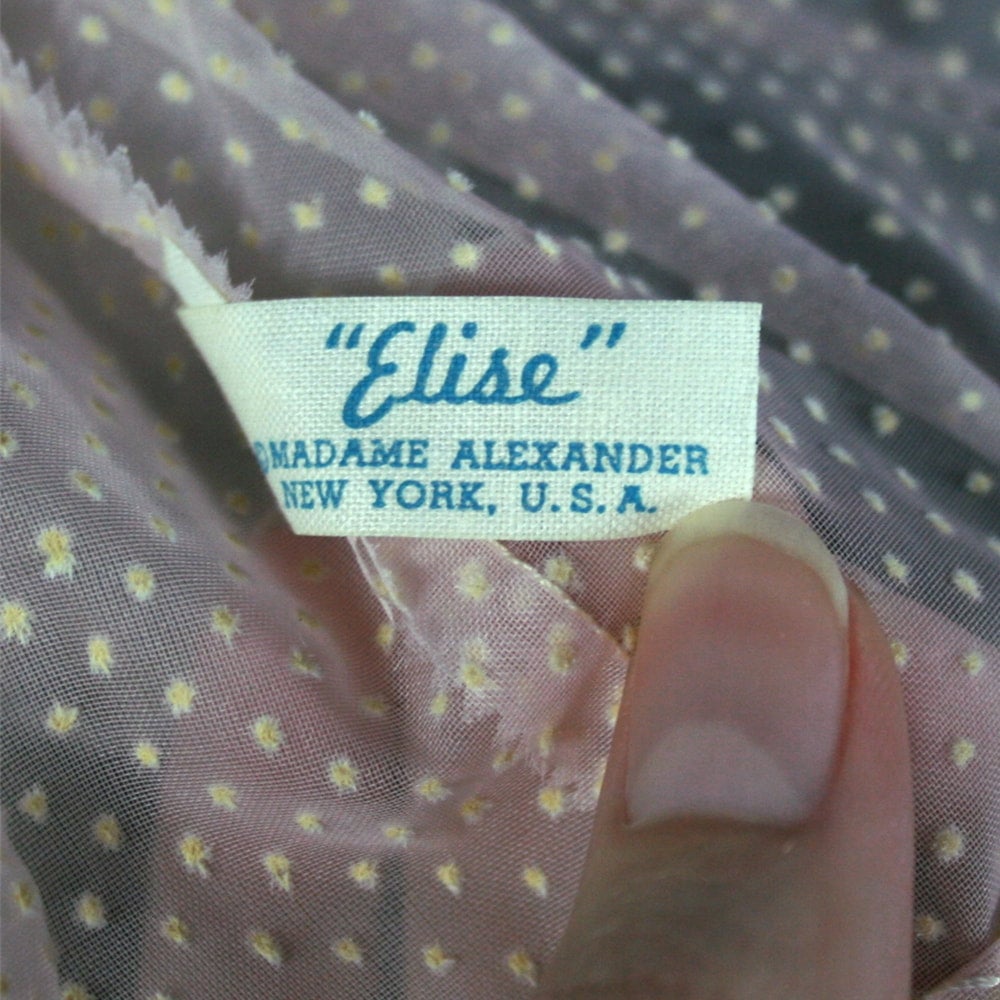 "Elise"
MADAME ALEXANDER
NEW YORK, U.S.A.